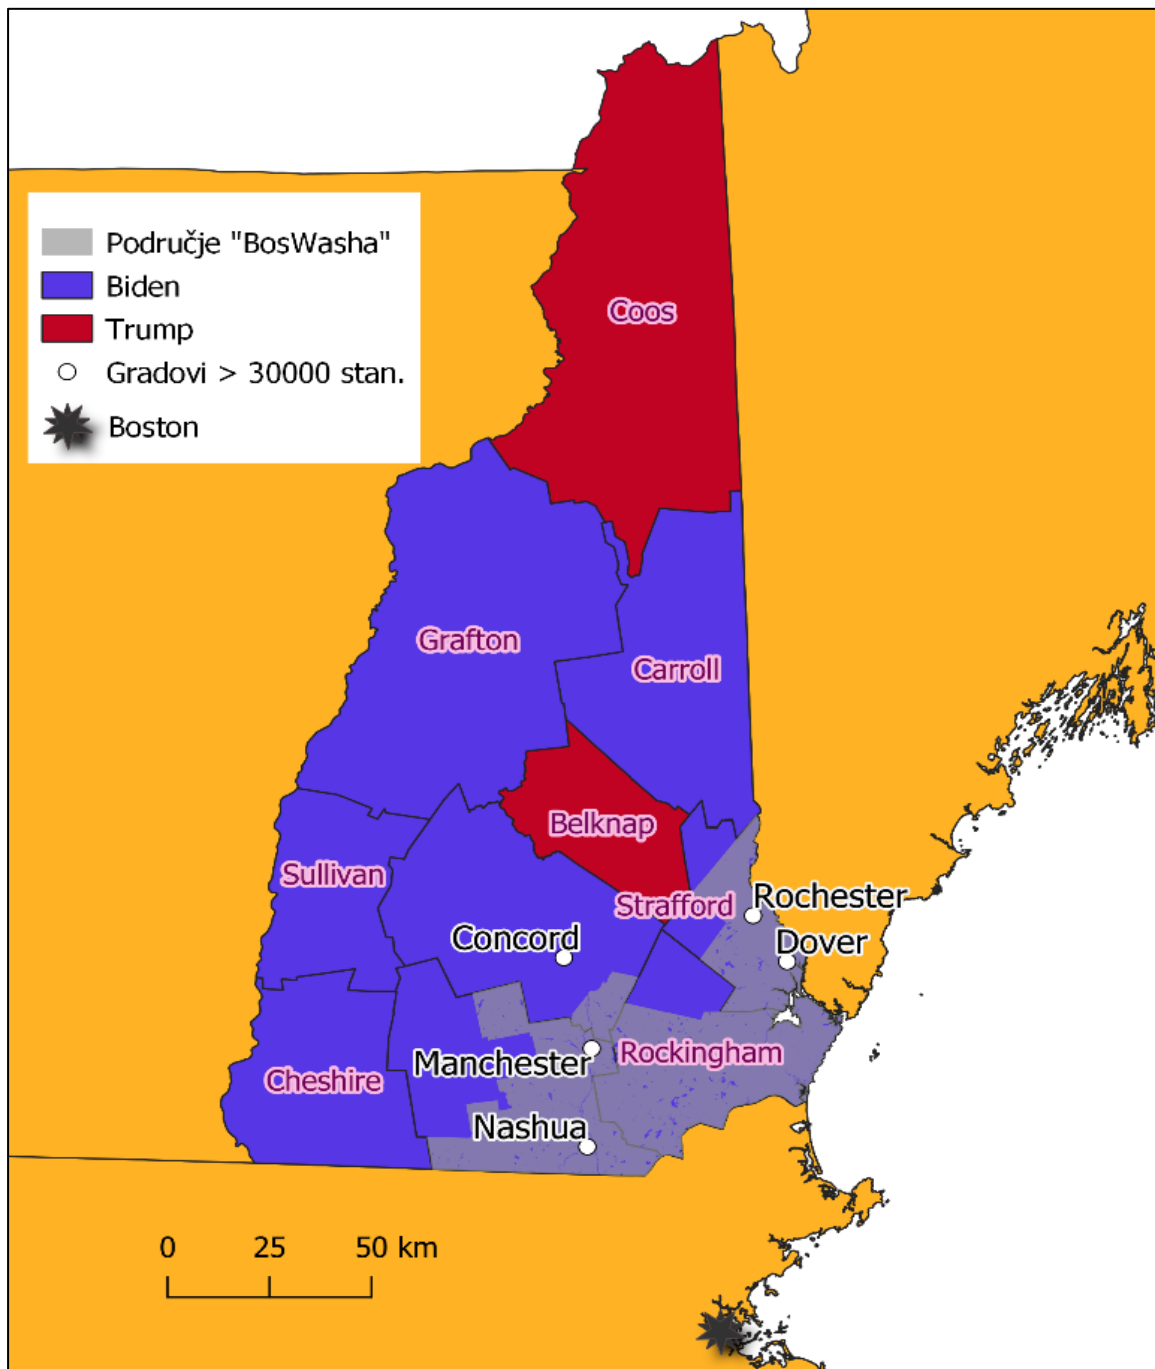 Područje "BosWasha"
Biden
Trump
Gradovi > 30000 stan.
Boston
Coos
Grafton
Carroll
Belknap
Sullivan
Strafford
Rochester
Concord
Dover
Manchester
Rockingham
Cheshire
Nashua
0 25 50 km